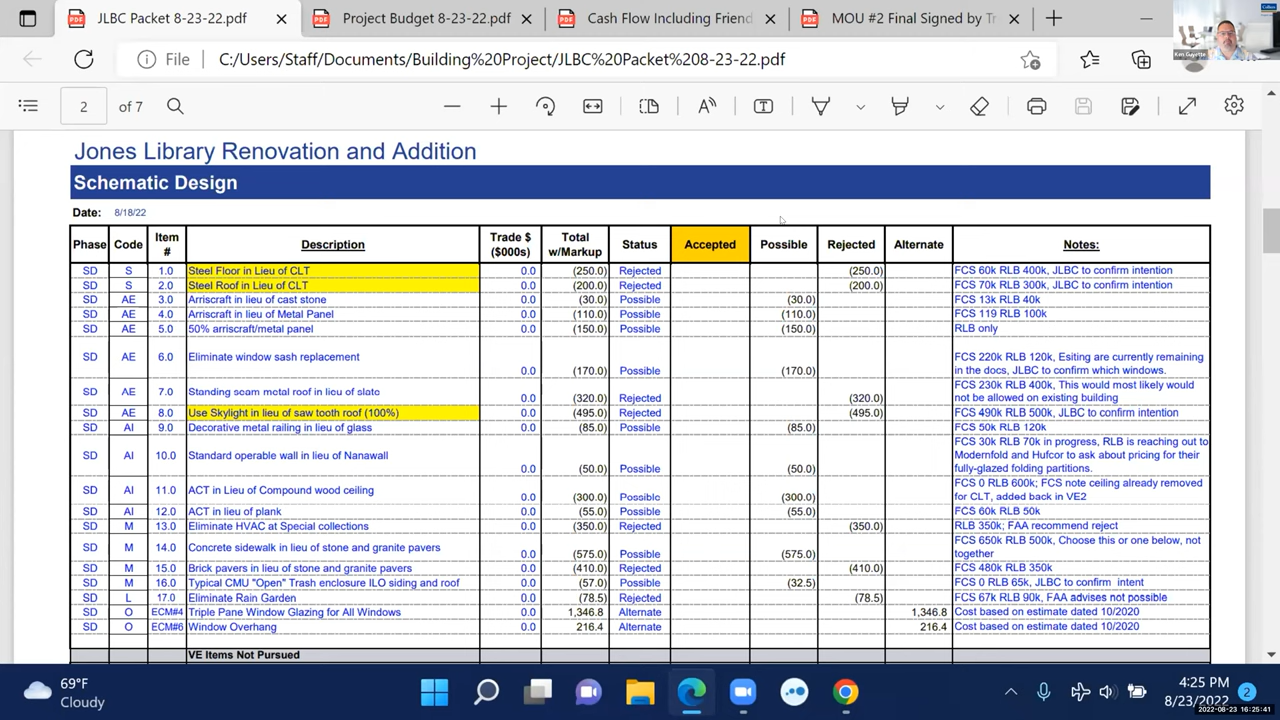 JLBC Packet 8-23-22.pdf
Project Budget 8-23-22.pdf
Cash Flow Including Friend
MOU #2 Final Signed by Tr
Ken Guyette
File C:/Users/Staff/Documents/Building%20Project/JLBC%20Packet%208-23-22.pdf
2 of 7
Jones Library Renovation and Addition
Schematic Design
Date: 8/18/22
Phase Code Item # Description Trade $ ($000s) Total w/Markup Status Accepted Possible Rejected Alternate Notes:
SD S 1.0 Steel Floor in Lieu of CLT 0.0 (250.0) Rejected (250.0) FCS 60k RLB 400k, JLBC to confirm intention
SD S 2.0 Steel Roof in Lieu of CLT 0.0 (200.0) Rejected (200.0) FCS 70k RLB 300k, JLBC to confirm intention
SD AE 3.0 Arriscraft in lieu of cast stone 0.0 (30.0) Possible (30.0) FCS 13k RLB 40k
SD AE 4.0 Arriscraft in lieu of Metal Panel 0.0 (110.0) Possible (110.0) FCS 119 RLB 100k
SD AE 5.0 50% arriscraft/metal panel 0.0 (150.0) Possible (150.0) RLB only
SD AE 6.0 Eliminate window sash replacement 0.0 (170.0) Possible (170.0) FCS 220k RLB 120k, Esiting are currently remaining
in the docs, JLBC to confirm which windows.
SD AE 7.0 Standing seam metal roof in lieu of slate 0.0 (320.0) Rejected (320.0) FCS 230k RLB 400k, This would most likely would
not be allowed on existing building
SD AE 8.0 Use Skylight in lieu of saw tooth roof (100%) 0.0 (495.0) Rejected (495.0) FCS 490k RLB 500k, JLBC to confirm intention
SD AI 9.0 Decorative metal railing in lieu of glass 0.0 (85.0) Possible (85.0) FCS 50k RLB 120k
SD AI 10.0 Standard operable wall in lieu of Nanawall 0.0 (50.0) Possible (50.0) FCS 30k RLB 70k in progress, RLB is reaching out to
Modernfold and Hufcor to ask about pricing for their
fully-glazed folding partitions.
SD AI 11.0 ACT in Lieu of Compound wood ceiling 0.0 (300.0) Possible (300.0) FCS 0 RLB 600k; FCS note ceiling already removed
for CLT, added back in VE2
SD AI 12.0 ACT in lieu of plank 0.0 (55.0) Possible (55.0) FCS 60k RLB 50k
SD M 13.0 Eliminate HVAC at Special collections 0.0 (350.0) Rejected (350.0) RLB 350k; FAA recommend reject
SD M 14.0 Concrete sidewalk in lieu of stone and granite pavers 0.0 (575.0) Possible (575.0) FCS 650k RLB 500k, Choose this or one below, not
together
SD M 15.0 Brick pavers in lieu of stone and granite pavers 0.0 (410.0) Rejected (410.0) FCS 480k RLB 350k
SD M 16.0 Typical CMU "Open" Trash enclosure ILO siding and roof 0.0 (57.0) Possible (32.5) FCS 0 RLB 65k, JLBC to confirm intent
SD L 17.0 Eliminate Rain Garden 0.0 (78.5) Rejected (78.5) FCS 67k RLB 90k, FAA advises not possible
SD O ECM#4 Triple Pane Window Glazing for All Windows 0.0 1,346.8 Alternate 1,346.8 Cost based on estimate dated 10/2020
SD O ECM#6 Window Overhang 0.0 216.4 Alternate 216.4 Cost based on estimate dated 10/2020
VE Items Not Pursued
69°F
Cloudy
4:25 PM
8/23/2022
2
2022-08-23 16:25:41